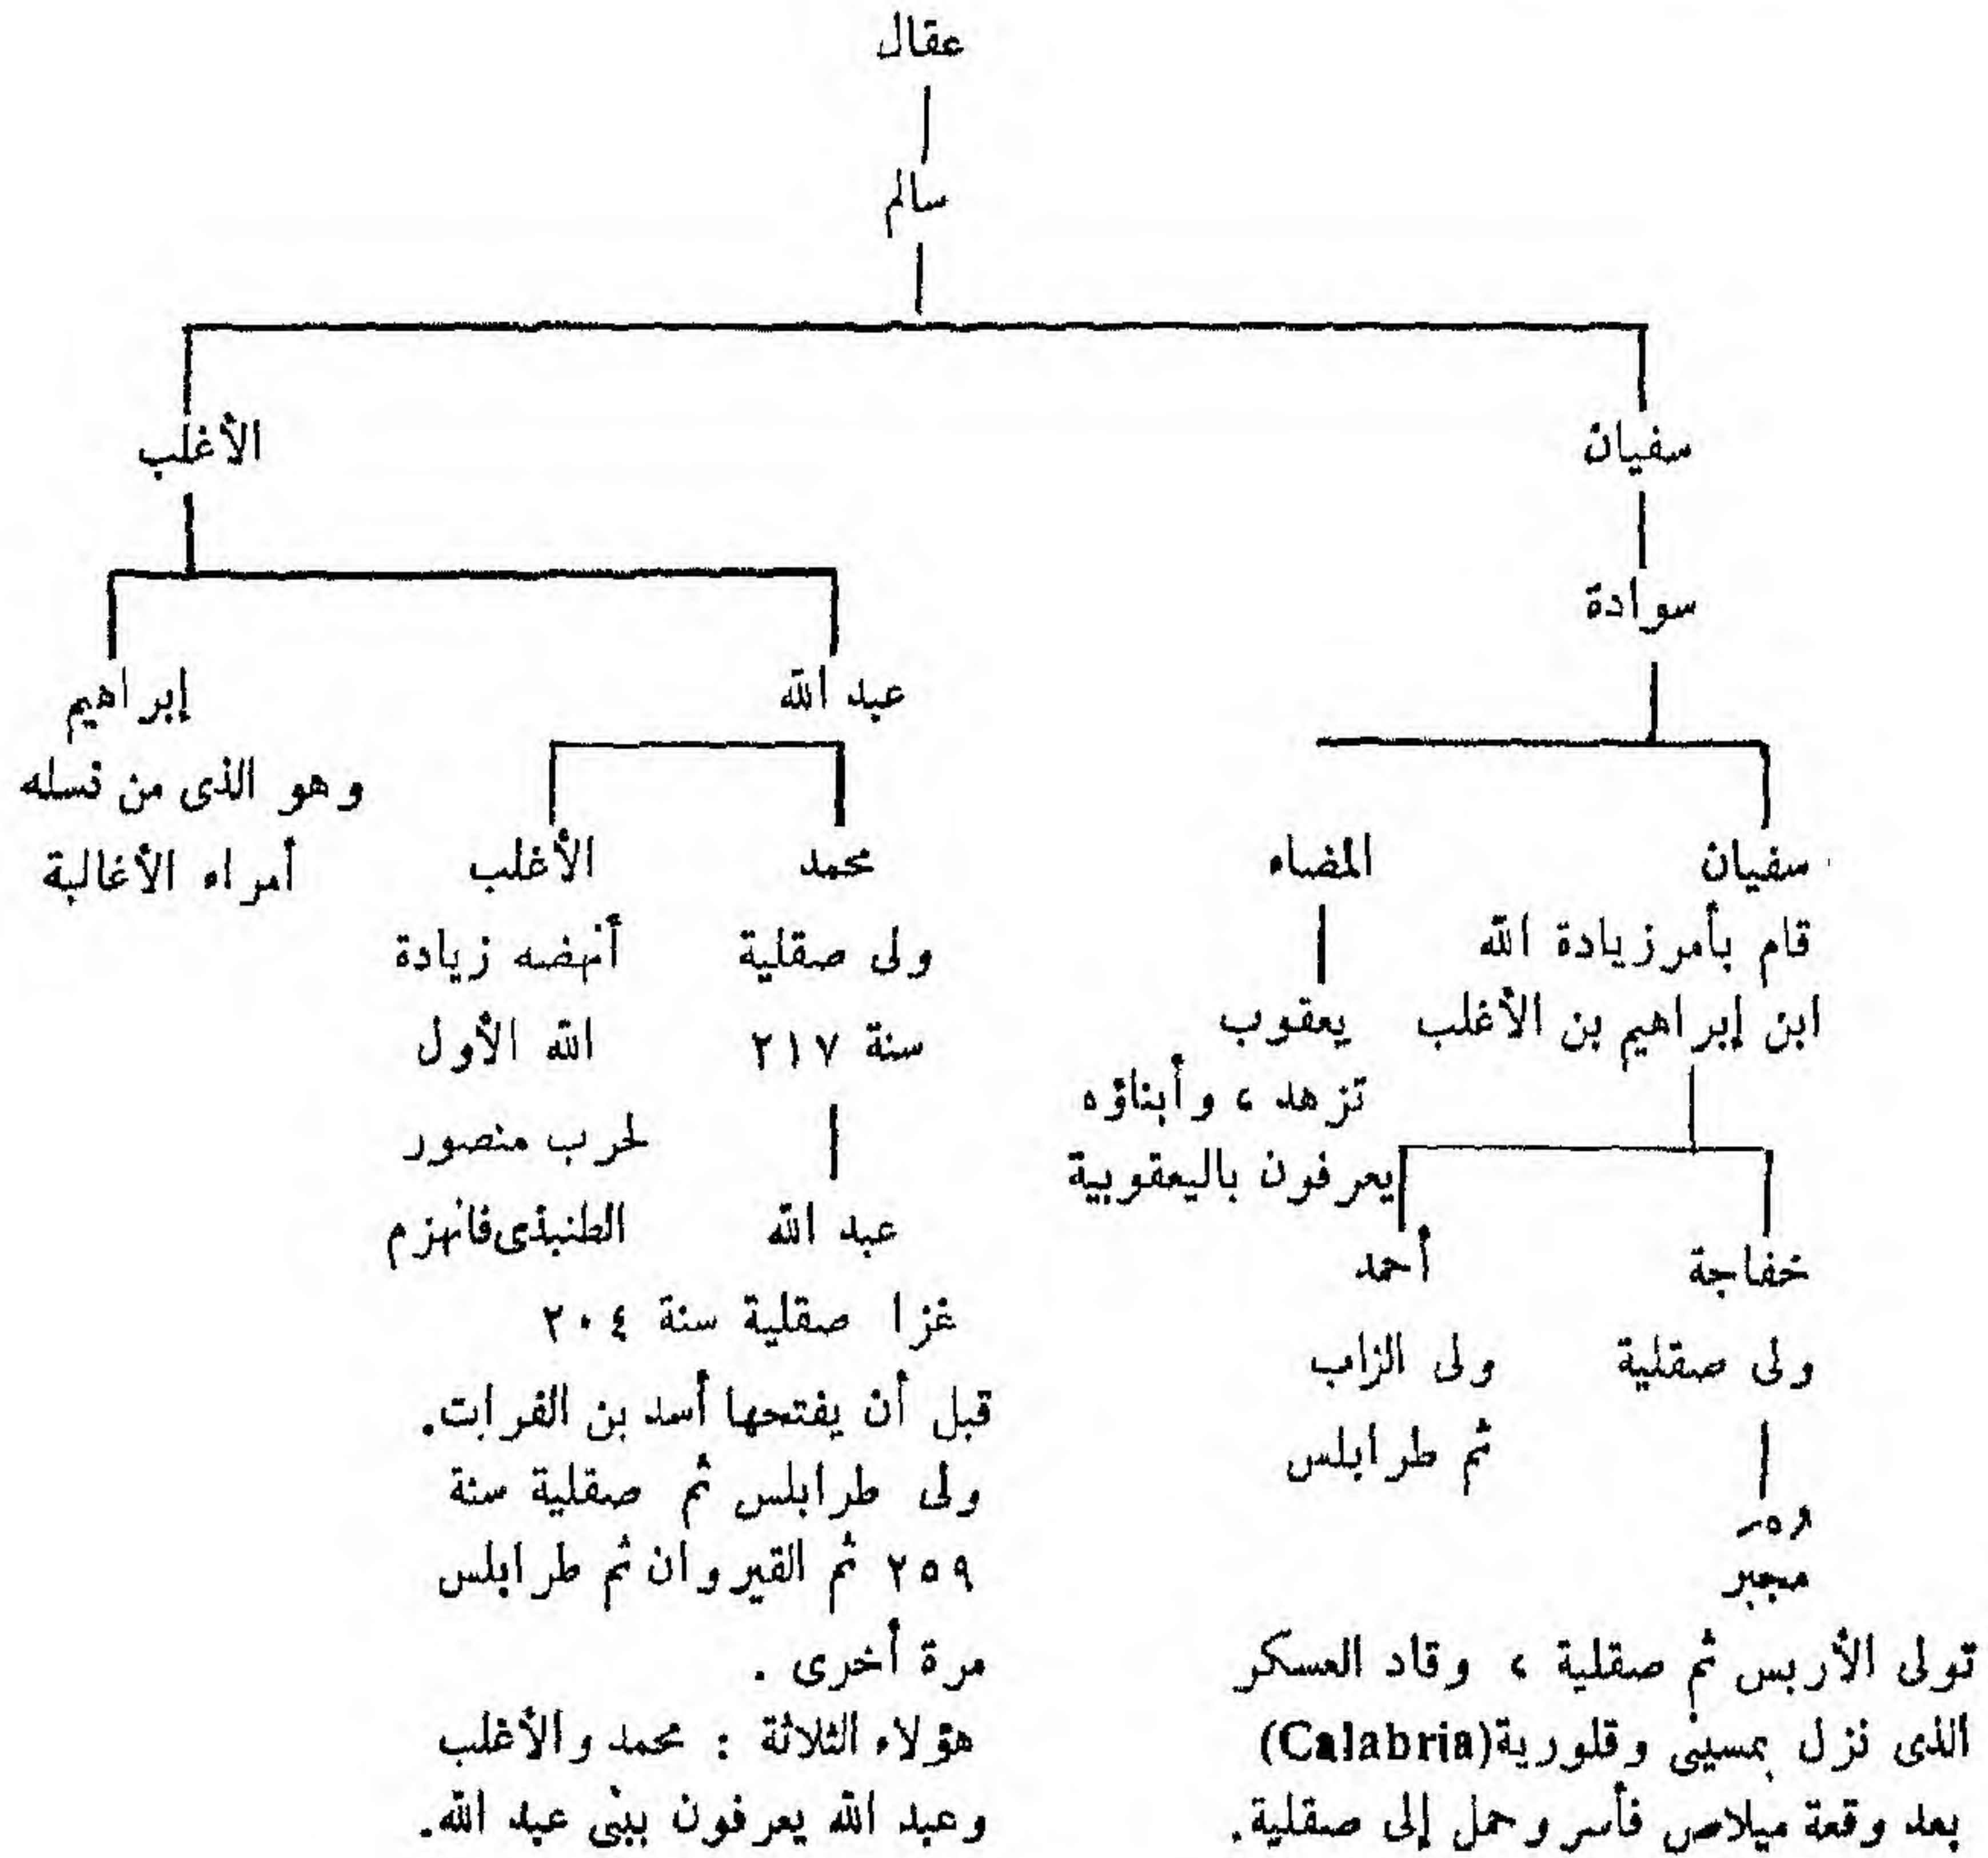 عقال
سالم
سفيان
الأغلب
سوادة
عبد الله
إبراهيم
وهو الذى من نسله
أمراء الأغالبة
سفيان
قام بأمر زيادة الله
ابن إبراهيم بن الأغلب
المضاء
يعقوب
تزهد ، وأبناؤه
يعرفون باليعقوبية
محمد
ولى صقلية
سنة ٢١٧
عبد الله
غزا صقلية سنة ٢٠٤
قبل أن يفتحها أسد بن الفرات.
ولى طرابلس ثم صقلية سنة
٢٥٩ ثم القيروان ثم طرابلس
مرة أخرى .
هؤلاء الثلاثة : محمد والأغلب
وعبد الله يعرفون ببنى عبد الله.
الأغلب
أنهضه زيادة
الله الأول
لحرب منصور
الطنبذى فانهزم
خفاجة
ولى صقلية
أحمد
ولى الزاب
ثم طرابلس
مجبر
تولى الأربس ثم صقلية ، وقاد العسكر
الذى نزل بمسينى وقلورية (Calabria)
بعد وقعة ميلاص فأسر وحمل إلى صقلية.